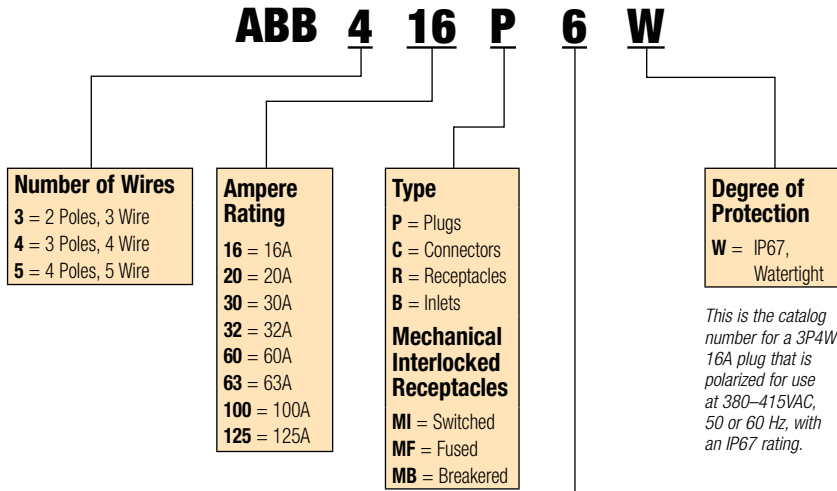 ABB 4 16 P 6 W
Number of Wires
3 = 2 Poles, 3 Wire
4 = 3 Poles, 4 Wire
5 = 4 Poles, 5 Wire
Ampere
Rating
16 = 16A
20 = 20A
30 = 30A
32 = 32A
60 = 60A
63 = 63A
100 = 100A
125 = 125A
Type
P = Plugs
C = Connectors
R = Receptacles
B = Inlets
Mechanical
Interlocked
Receptacles
MI = Switched
MF = Fused
MB = Breakered
Degree of
Protection
W = IP67,
Watertight
This is the catalog
number for a 3P4W
16A plug that is
polarized for use
at 380–415VAC,
50 or 60 Hz, with
an IP67 rating.